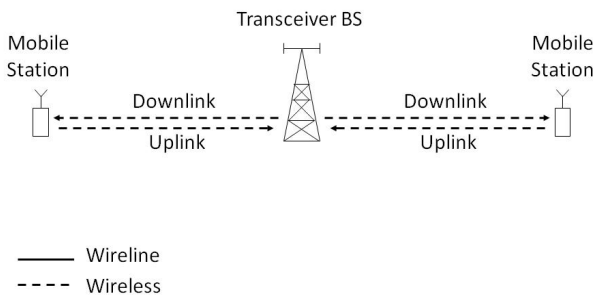 Transceiver BS
Mobile
Station
Mobile
Station
Downlink
Downlink
Uplink
Uplink
Wireline
Wireless